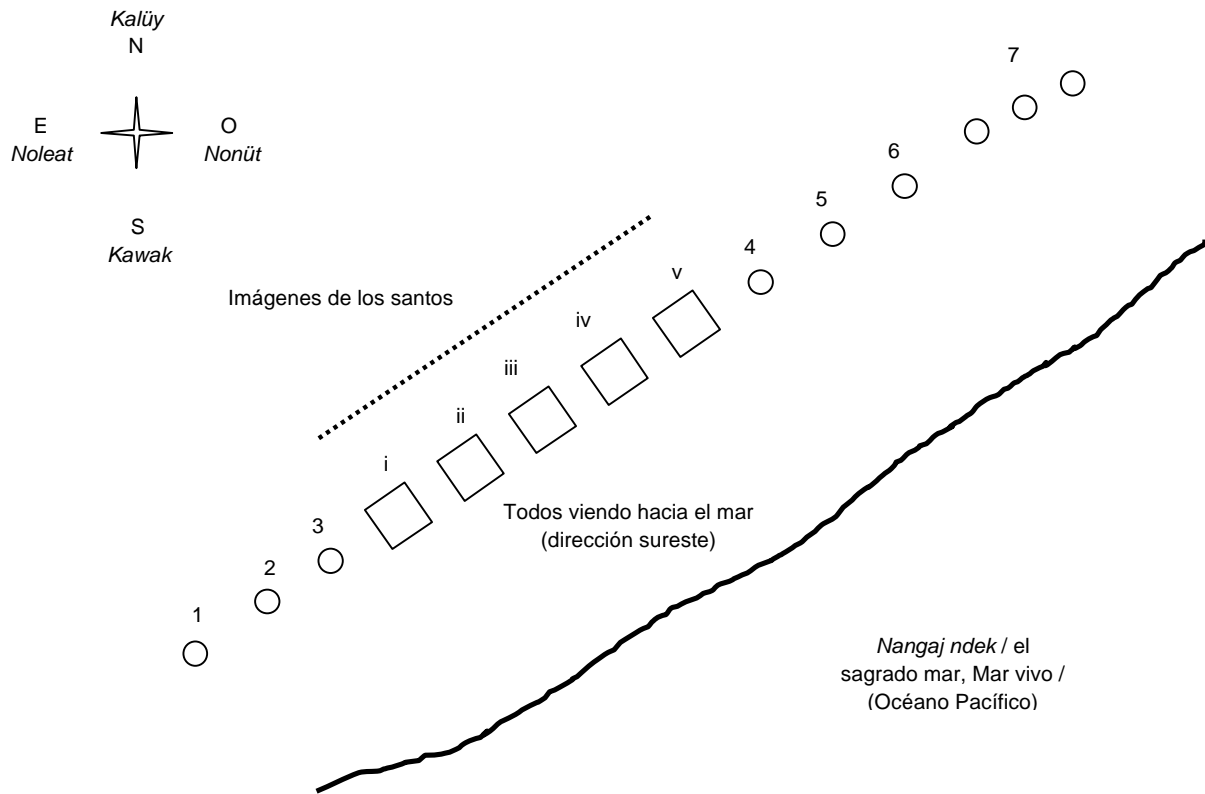 Kalüy
N
E
O
Noleat
Nonüt
S
Kawak
7
6
5
4
Imágenes de los santos
v
iv
iii
ii
i
Todos viendo hacia el mar
(dirección sureste)
3
2
1
Nangaj ndek / el
sagrado mar, Mar vivo /
(Océano Pacífico)